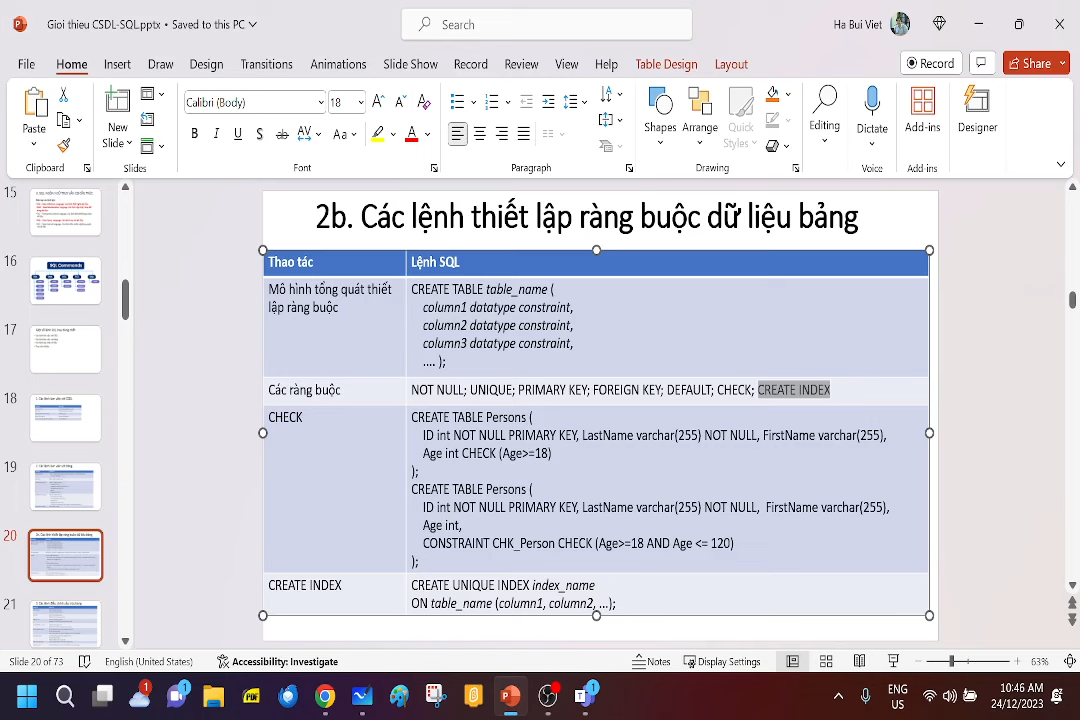 Gioi thieu CSDL-SQL.pptx • Saved to this PC
Search
Ha Bui Viet
File Home Insert Draw Design Transitions Animations Slide Show Record Review View Help Table Design Layout
Record
Share
Calibri (Body) 18
Paste
New
Slide
Shapes
Arrange
Quick
Styles
Editing
Dictate
Add-ins
Designer
Clipboard
Slides
Font
Paragraph
Drawing
Voice
Add-ins
15
16
SQL Commands
17
18
19
20
21
2b. Các lệnh thiết lập ràng buộc dữ liệu bảng
Thao tác Lệnh SQL
Mô hình tổng quát thiết
lập ràng buộc
CREATE TABLE table_name (
column1 datatype constraint,
column2 datatype constraint,
column3 datatype constraint,
.... );
Các ràng buộc NOT NULL; UNIQUE; PRIMARY KEY; FOREIGN KEY; DEFAULT; CHECK; CREATE INDEX
CHECK CREATE TABLE Persons (
ID int NOT NULL PRIMARY KEY, LastName varchar(255) NOT NULL, FirstName varchar(255),
Age int CHECK (Age>=18)
);
CREATE TABLE Persons (
ID int NOT NULL PRIMARY KEY, LastName varchar(255) NOT NULL, FirstName varchar(255),
Age int,
CONSTRAINT CHK_Person CHECK (Age>=18 AND Age <= 120)
);
CREATE INDEX CREATE UNIQUE INDEX index_name
ON table_name (column1, column2, ...);
Slide 20 of 73 English (United States) Accessibility: Investigate Notes Display Settings 63%
ENG
US
10:46 AM
24/12/2023